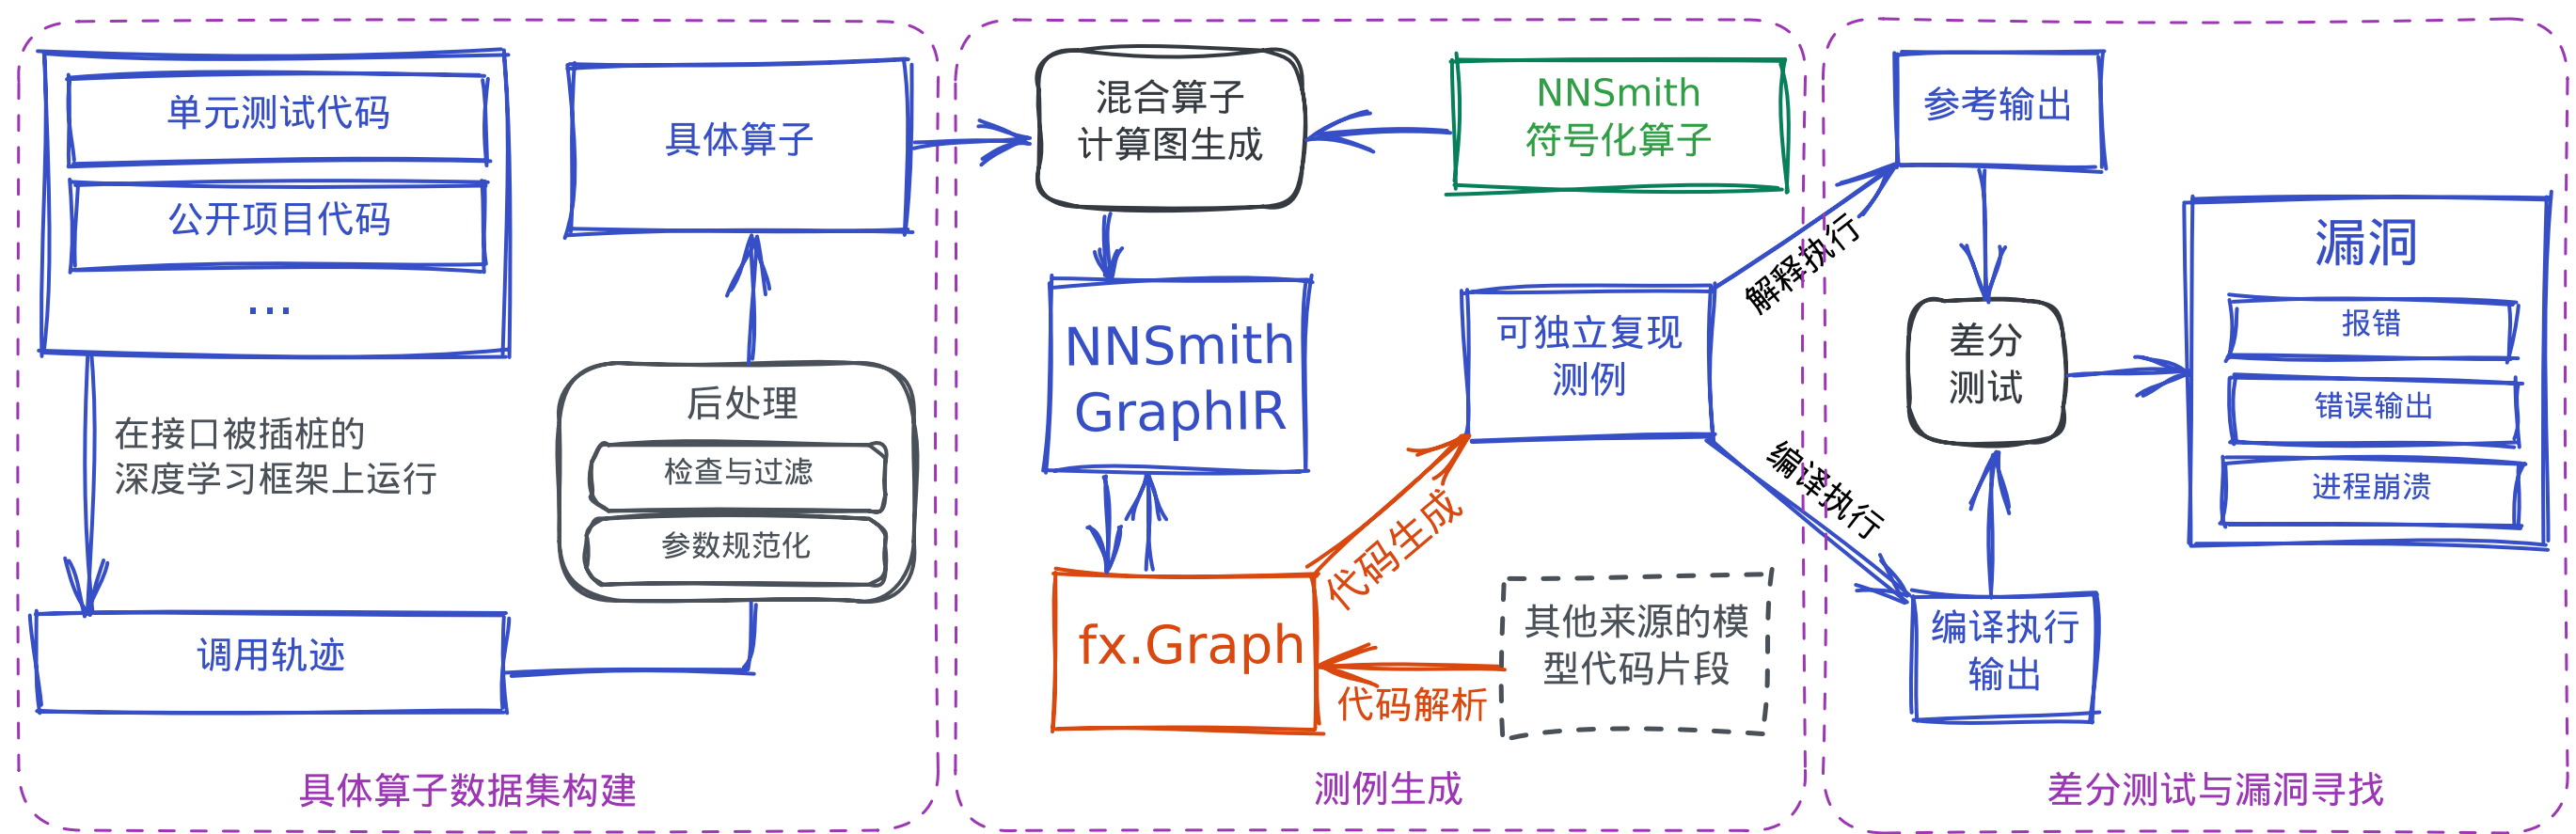 单元测试代码
公开项目代码
...
在接口被插桩的
深度学习框架上运行
调用轨迹
具体算子
后处理
检查与过滤
参数规范化
具体算子数据集构建
混合算子
计算图生成
NNSmith
符号化算子
NNSmith
GraphIR
fx.Graph
代码生成
代码解析
可独立复现
测例
其他来源的模
型代码片段
测例生成
解释执行
编译执行
参考输出
差分
测试
编译执行
输出
漏洞
报错
错误输出
进程崩溃
差分测试与漏洞寻找